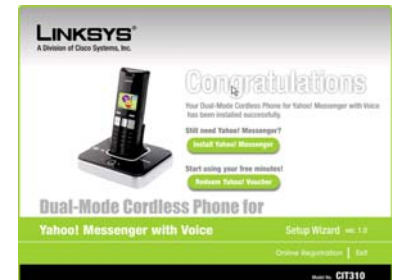 LINKSYS®
A Division of Cisco Systems, Inc.
Congratulations
Your Dual-Mode Cordless Phone for Yahoo! Messenger with Voice
has been installed successfully.
Still need Yahoo! Messenger?
Install Yahoo! Messenger
Start using your free minutes!
Redeem Yahoo! Voucher
Dual-Mode Cordless Phone for
Yahoo! Messenger with Voice
Setup Wizard ver. 1.0
Online Registration | Exit
Model No. CIT310